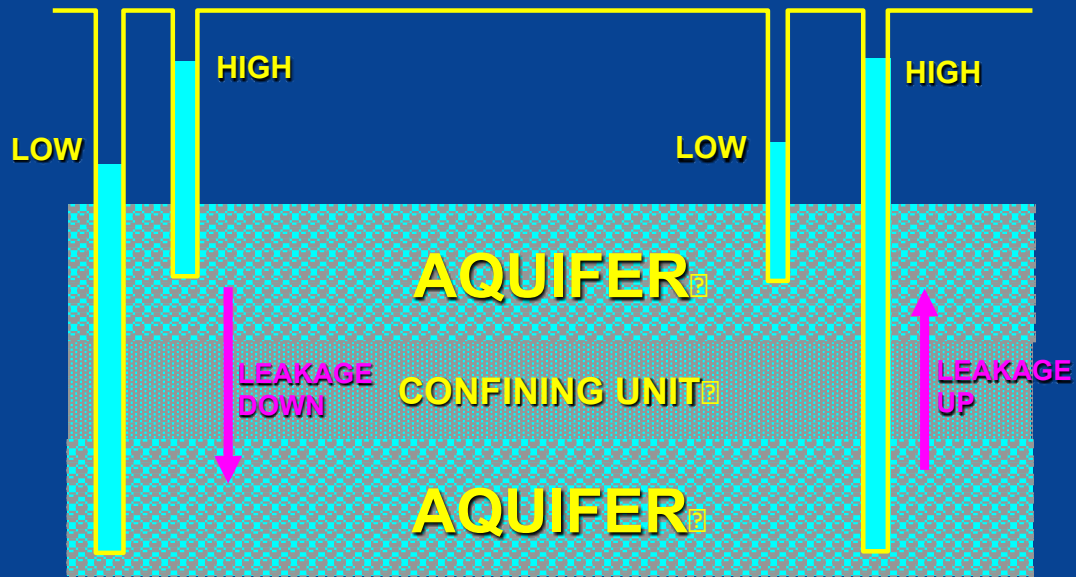 HIGH
HIGH
LOW
LOW
AQUIFER
LEAKAGE
DOWN
CONFINING UNIT
LEAKAGE
UP
AQUIFER